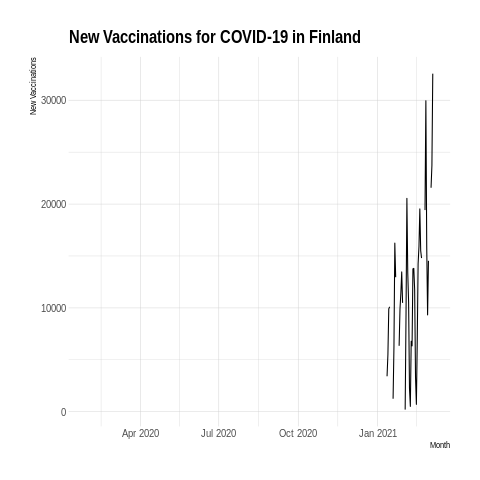 New Vaccinations for COVID-19 in Finland
New Vaccinations
30000
20000
10000
0
Apr 2020 Jul 2020 Oct 2020 Jan 2021
Month